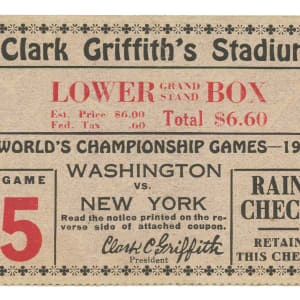 Clark Griffith's Stadium
LOWER GRAND STAND BOX
Est. Price $6.00
Fed. Tax .60
Total $6.60
WORLD'S CHAMPIONSHIP GAMES—19
GAME
5
WASHINGTON
VS.
NEW YORK
Read the notice printed on the re-
verse side of attached coupon.
Clark C. Griffith
President
RAIN
CHEC
RETAIN
THIS CHE